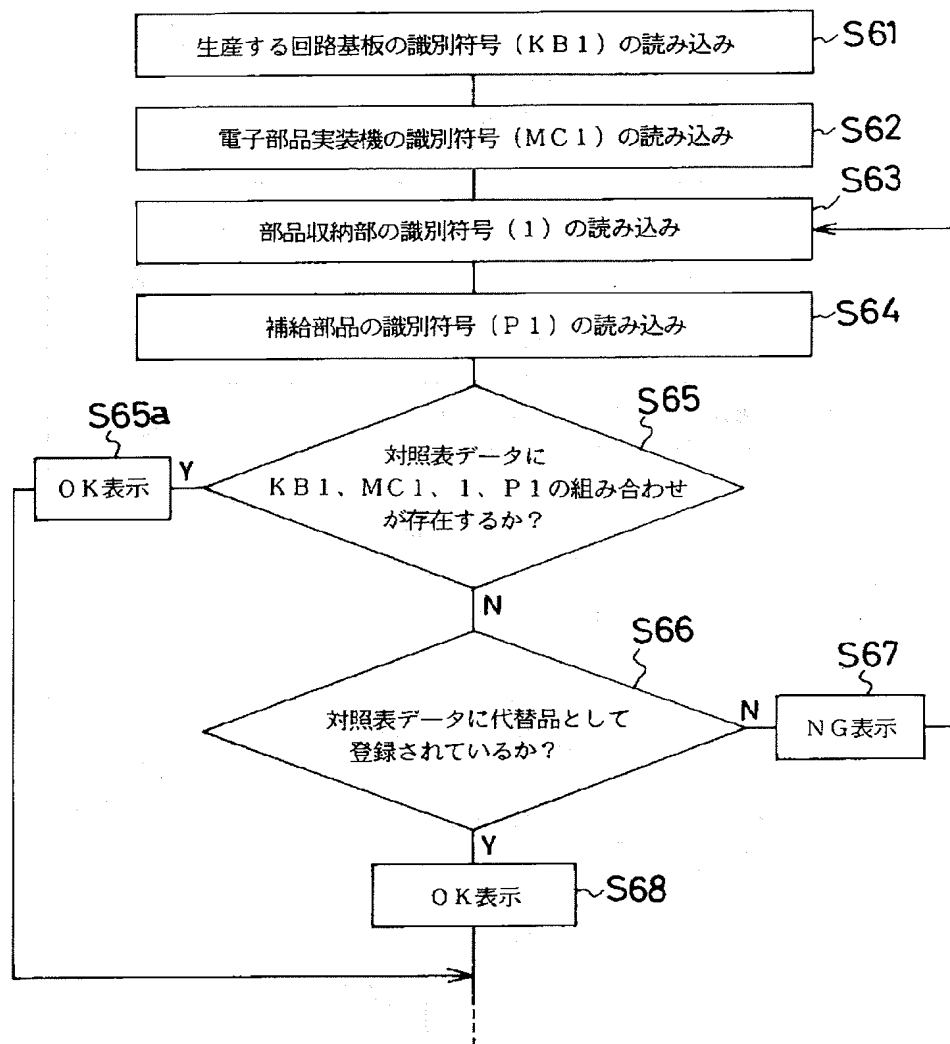 生産する回路基板の識別符号（ＫＢ１）の読み込み
S61
電子部品実装機の識別符号（ＭＣ１）の読み込み
S62
S63
部品収納部の識別符号（１）の読み込み
補給部品の識別符号（Ｐ１）の読み込み
S64
S65
S65a
対照表データに
ＫＢ１、ＭＣ１、１、Ｐ１の組み合わせ
が存在するか？
Y
ＯＫ表示
N
S66
S67
対照表データに代替品として
登録されているか？
N
ＮＧ表示
Y
ＯＫ表示
S68